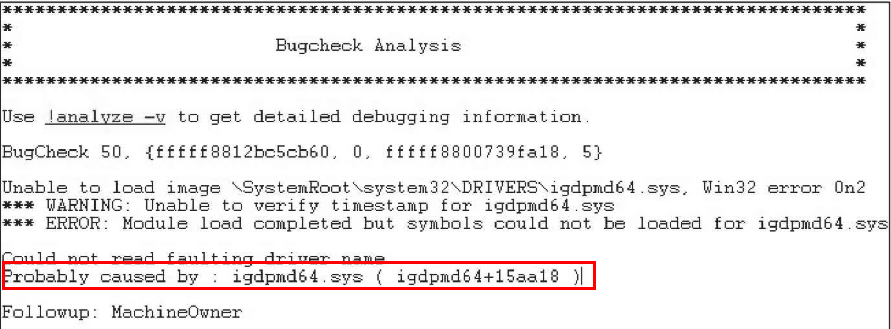 *******************************************************************************
*                                                                             *
*                        Bugcheck Analysis                                    *
*                                                                             *
*******************************************************************************
Use !analyze -v to get detailed debugging information.
BugCheck 50, {fffff8812bc5cb60, 0, fffff8800739fa18, 5}
Unable to load image \SystemRoot\system32\DRIVERS\igdpmd64.sys, Win32 error 0n2
*** WARNING: Unable to verify timestamp for igdpmd64.sys
*** ERROR: Module load completed but symbols could not be loaded for igdpmd64.sys
Could not read faulting driver name
Probably caused by : igdpmd64.sys ( igdpmd64+15aa18 )
Followup: MachineOwner